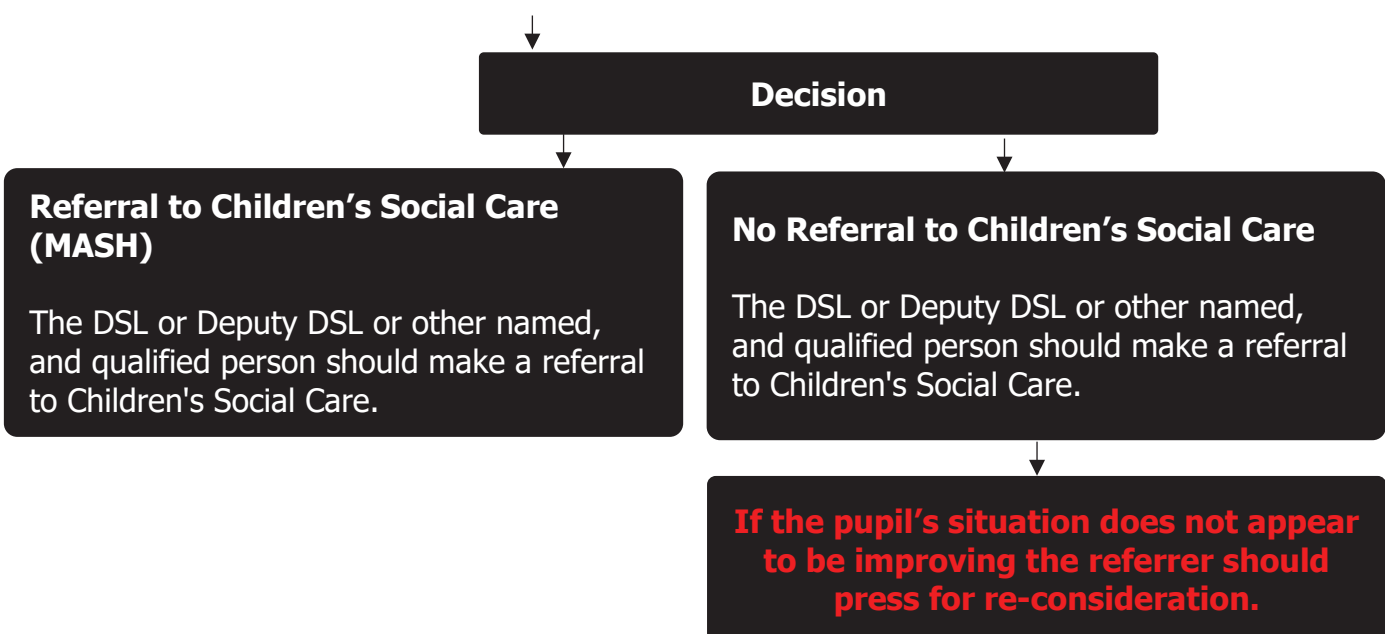 Decision
Referral to Children’s Social Care
(MASH)
The DSL or Deputy DSL or other named,
and qualified person should make a referral
to Children's Social Care.
No Referral to Children’s Social Care
The DSL or Deputy DSL or other named,
and qualified person should make a referral
to Children's Social Care.
If the pupil’s situation does not appear
to be improving the referrer should
press for re-consideration.